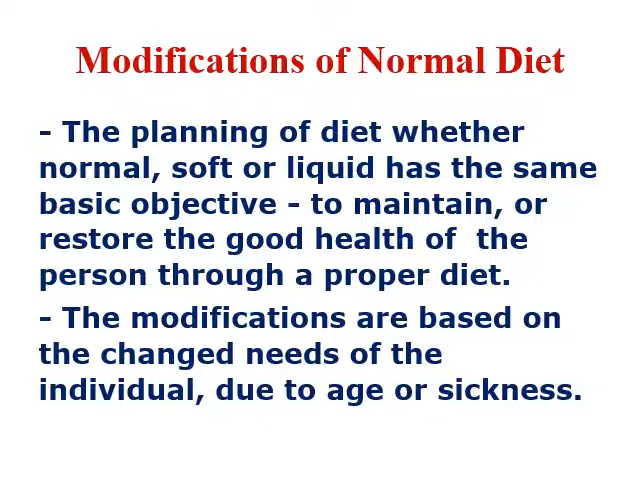 Modifications of Normal Diet
- The planning of diet whether
normal, soft or liquid has the same
basic objective - to maintain, or
restore the good health of  the
person through a proper diet.
- The modifications are based on
the changed needs of the
individual, due to age or sickness.